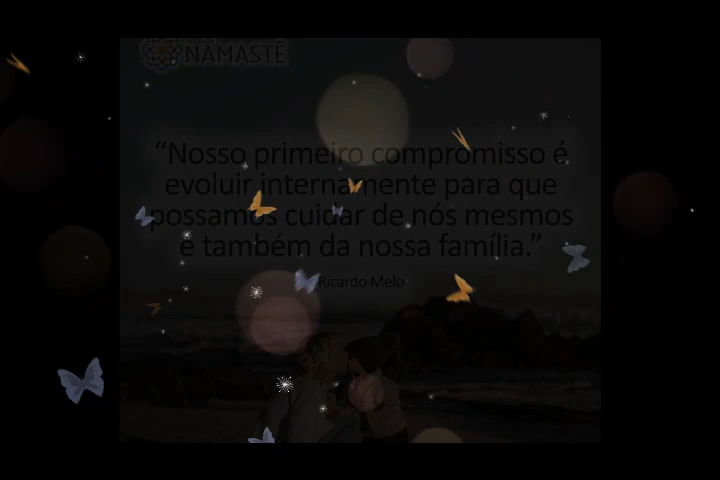 NAMASTÊ
“Nosso primeiro compromisso é
evoluir internamente para que
possamos cuidar de nós mesmos
e também da nossa família.”
Ricardo Melo